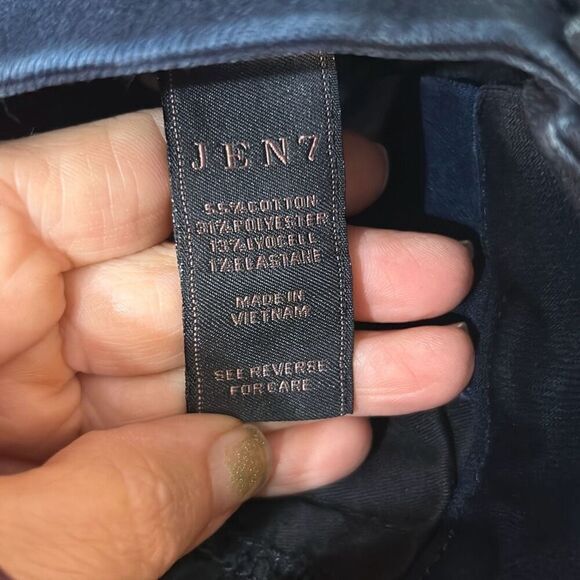 JEN7
55% COTTON
31% POLYESTER
13% LYOCELL
1% ELASTANE
MADE IN
VIETNAM
SEE REVERSE
FOR CARE